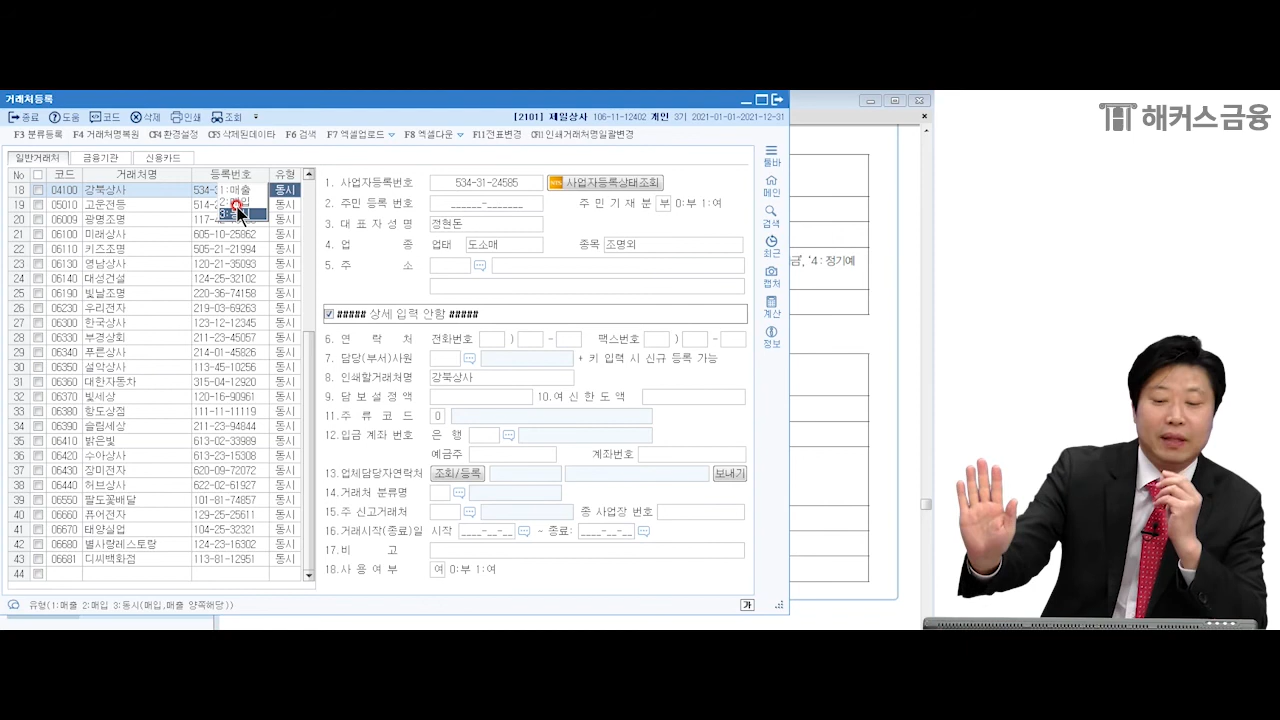 거래처등록
해커스금융
종료 도움 코드 삭제 인쇄 조회
[2101] 제일상사 106-11-12402 개인 3기 2021-01-01~2021-12-31
F3 분류등록 F4 거래처명복원 CF4 환경설정 CF5 삭제된데이타 F6 검색 F7 엑셀업로드 F8 엑셀다운 F11 전표변경 CF11 인쇄거래처명일괄변경
일반거래처 금융기관 신용카드
No 코드 거래처명 등록번호 유형
18 04100 강북상사 534- 1:매출 동시
19 05010 고운전등 514- 동시
20 06009 광명조명 117- 동시
21 06100 미래상사 605-10-25862 동시
22 06110 키즈조명 505-21-21994 동시
23 06130 영남상사 120-21-35093 동시
24 06140 대성건설 124-25-32102 동시
25 06190 빛날조명 220-36-74158 동시
26 06230 우리전자 219-03-69263 동시
27 06300 한국상사 123-12-12345 동시
28 06330 부경상회 211-23-45057 동시
29 06340 푸른상사 214-01-45826 동시
30 06350 설악상사 113-45-10256 동시
31 06360 대한자동차 315-04-12920 동시
32 06370 빛세상 120-16-90961 동시
33 06380 항도상점 111-11-11119 동시
34 06390 슬림세상 211-23-94844 동시
35 06410 밝은빛 613-02-33989 동시
36 06420 수아상사 613-23-15308 동시
37 06430 장미전자 620-09-72072 동시
38 06440 허브상사 622-02-61927 동시
39 06550 팔도꽃배달 101-81-74857 동시
40 06660 퓨어전자 129-25-25611 동시
41 06670 태양실업 104-25-32321 동시
42 06680 별사랑레스토랑 124-23-16302 동시
43 06681 디씨백화점 113-81-12951 동시
44
1. 사업자등록번호 534-31-24585 사업자등록상태조회
2. 주민 등록 번호 ______-_______ 주 민 기 재 분 부 0:부 1:여
3. 대 표 자 성 명 정현돈
4. 업 종 업태 도소매 종목 조명외
5. 주 소
##### 상세 입력 안함 #####
6. 연 락 처 전화번호 ) - 팩스번호 ) -
7. 담당(부서)사원 + 키 입력 시 신규 등록 가능
8. 인쇄할거래처명 강북상사
9. 담 보 설 정 액 10.여 신 한 도 액
11.주 류 코 드 0
12.입금 계좌 번호 은 행
예금주 계좌번호
13.업체담당자연락처 조회/등록 보내기
14.거래처 분류명
15.주 신고거래처 종 사업장 번호
16.거래시작(종료)일 시작 ____-__-__ ~ 종료: ____-__-__
17.비 고
18.사 용 여 부 여 0:부 1:여
툴바
메인
검색
최근
캡처
계산
정보
금', '4 : 정기예
유형(1:매출 2:매입 3:동시(매입,매출 양쪽해당))
가